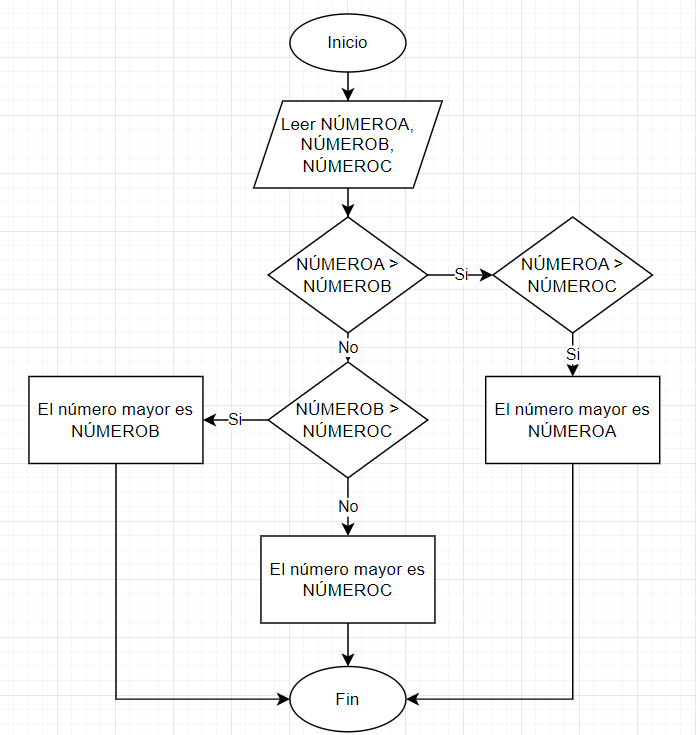 Inicio
Leer NÚMEROA,
NÚMEROB,
NÚMEROC
NÚMEROA >
NÚMEROB
Si
NÚMEROA >
NÚMEROC
No
Si
El número mayor es
NÚMEROB
Si
NÚMEROB >
NÚMEROC
El número mayor es
NÚMEROA
No
El número mayor es
NÚMEROC
Fin